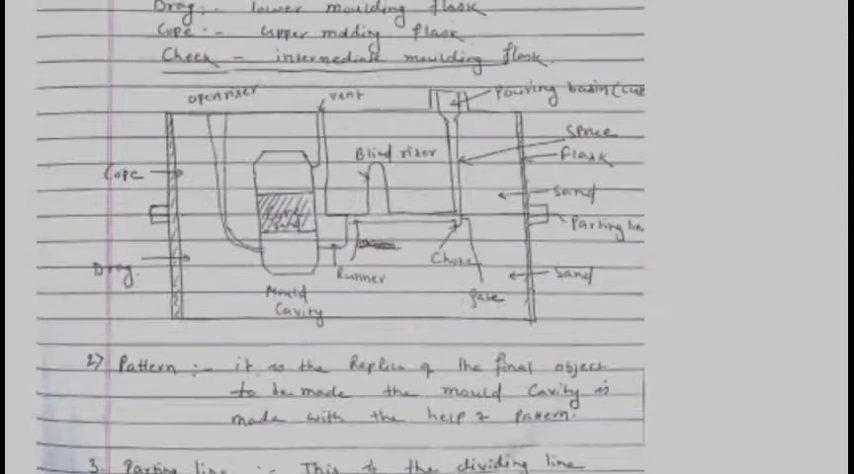 Drag :- lower moulding flask
Cope :- Upper mdding flask
Check - intermediate moulding flask.
open riser
vent
Pouring basin (cu
Sprue
Blind riser
Flask
Cope
Sand
Parting lin
Drag.
Choke
Sand
Runner
gate
Mould
Cavity
2) Pattern :- it is the Replica of the final object
to be made the mould Cavity is
made with the help of Pattern.
3. Parting line :- This is the dividing line